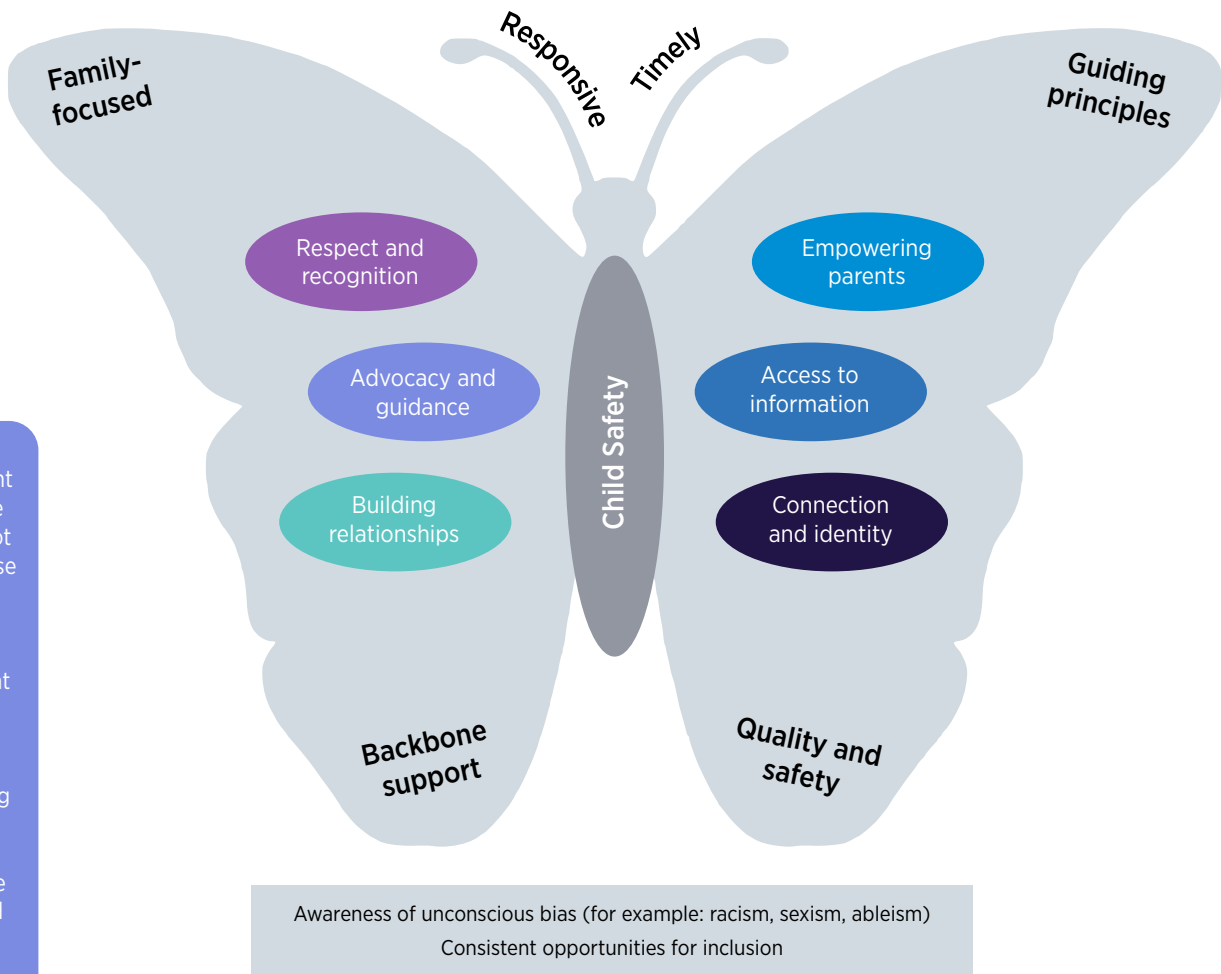 Responsive
Timely
Family-
focused
Guiding
principles
Respect and
recognition
Empowering
parents
Advocacy and
guidance
Access to
information
Child Safety
Building
relationships
Connection
and identity
Backbone
support
Quality and
safety
Awareness of unconscious bias (for example: racism, sexism, ableism)
Consistent opportunities for inclusion